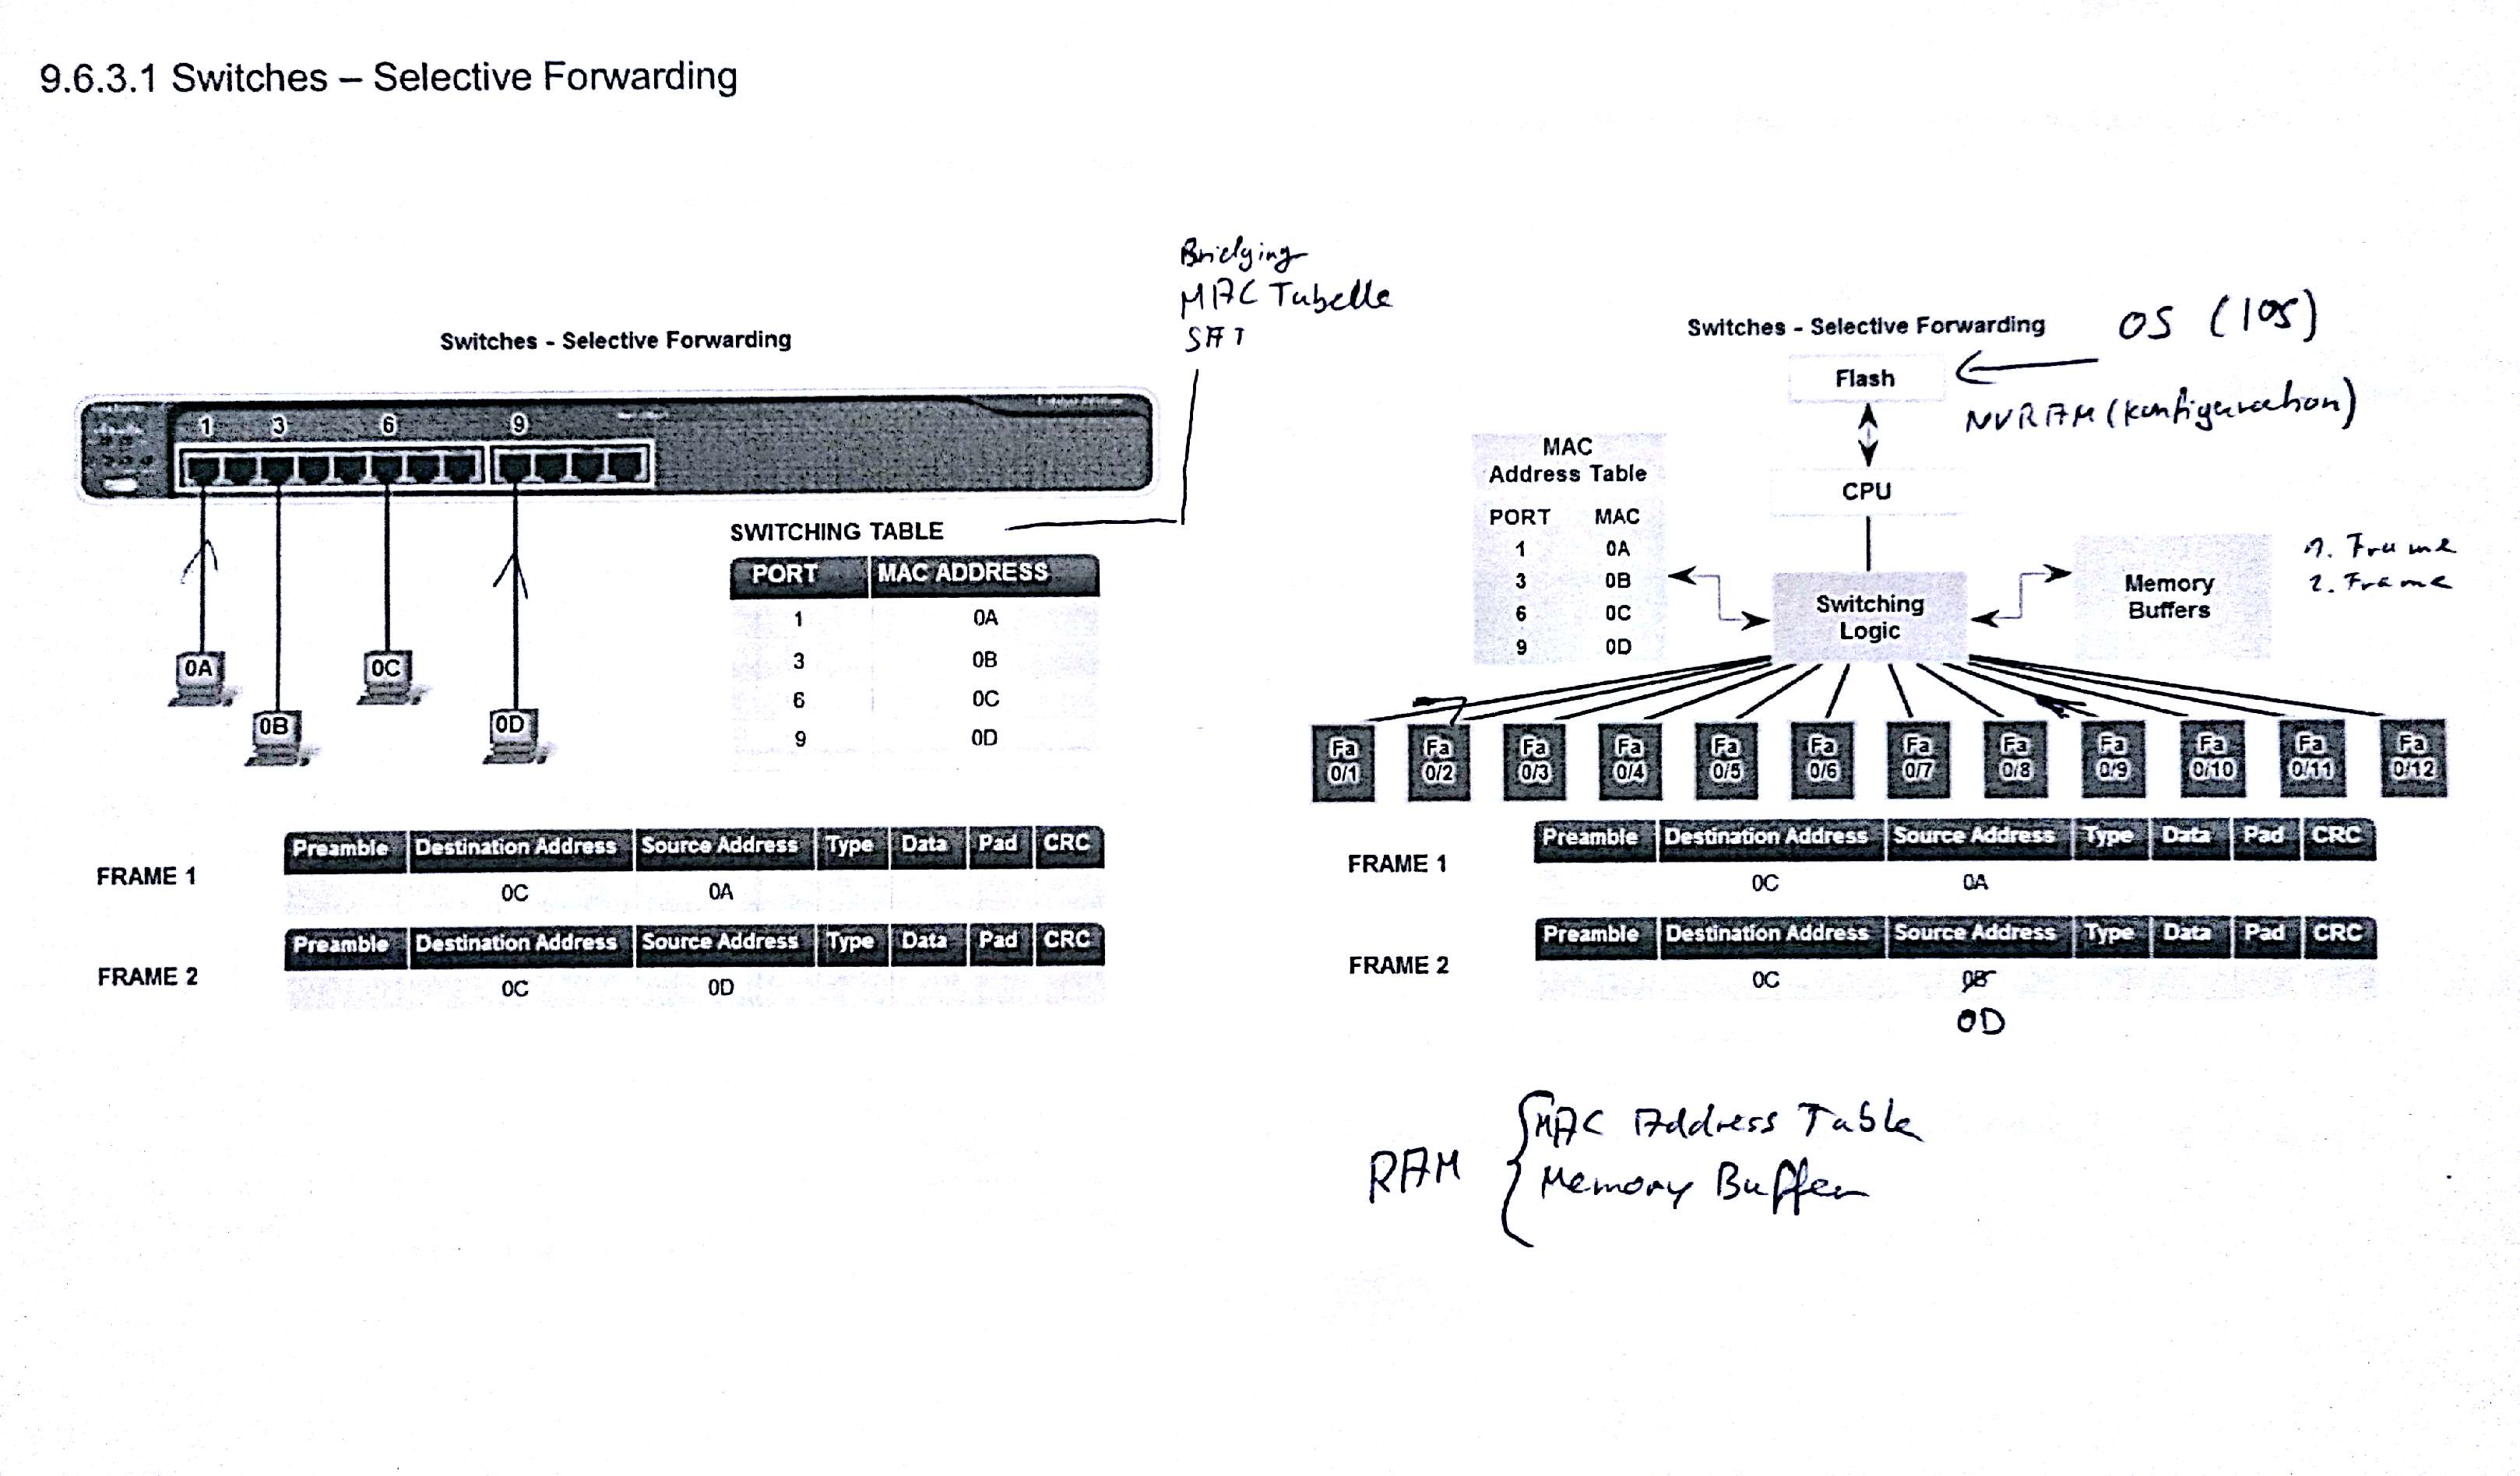 9.6.3.1 Switches – Selective Forwarding
Bridging
MAC Tabelle
SAT
Switches - Selective Forwarding
1 3 6 9
SWITCHING TABLE
PORT MAC ADDRESS
1 0A
3 0B
6 0C
9 0D
0A
0C
0B
0D
Preamble Destination Address Source Address Type Data Pad CRC
FRAME 1
0C 0A
Preamble Destination Address Source Address Type Data Pad CRC
FRAME 2
0C 0D
Switches - Selective Forwarding
OS (IOS)
Flash
NVRAM (Konfiguration)
MAC
Address Table
CPU
PORT MAC
1 0A
3 0B
6 0C
9 0D
Switching
Logic
Memory
Buffers
1. Frame
2. Frame
Fa 0/1
Fa 0/2
Fa 0/3
Fa 0/4
Fa 0/5
Fa 0/6
Fa 0/7
Fa 0/8
Fa 0/9
Fa 0/10
Fa 0/11
Fa 0/12
Preamble Destination Address Source Address Type Data Pad CRC
FRAME 1
0C 0A
Preamble Destination Address Source Address Type Data Pad CRC
FRAME 2
0C 0B
0D
RAM
MAC Address Table
Memory Buffer